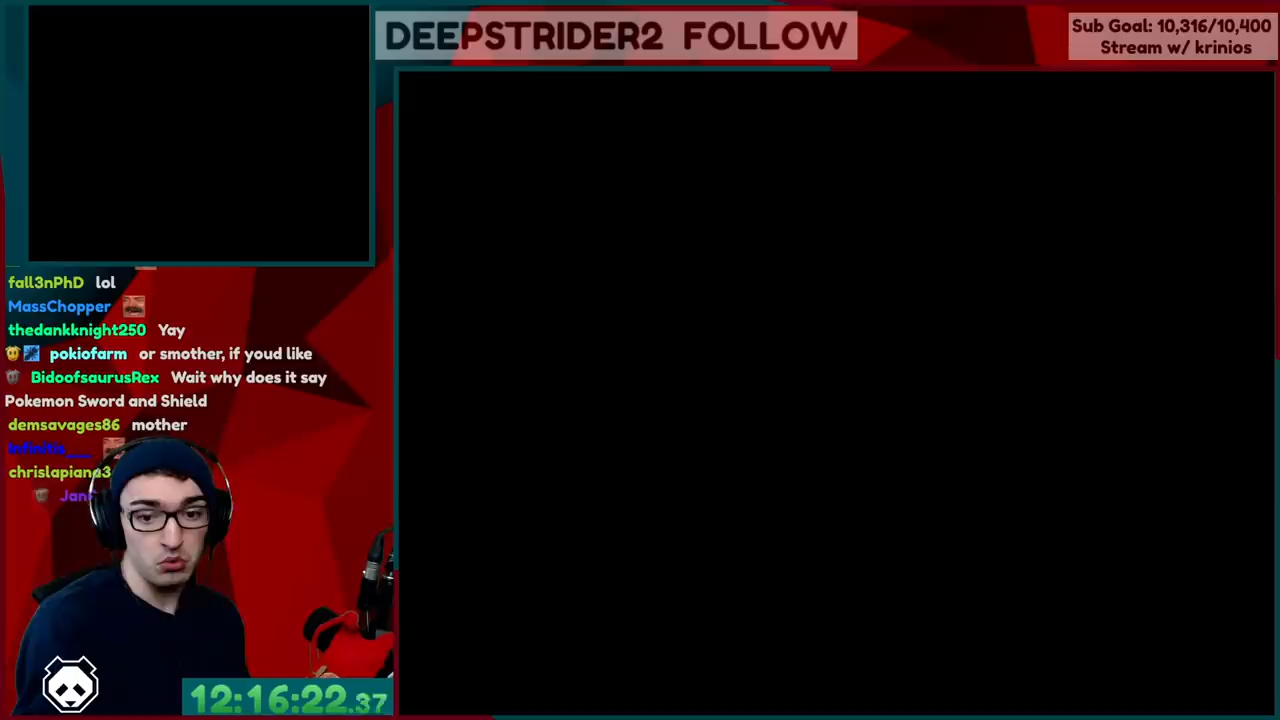 DEEPSTRIDER2 FOLLOW
Sub Goal: 10,316/10,400
Stream w/ krinios
fall3nPhD lol
MassChopper
thedankknight250 Yay
pokiofarm or smother, if youd like
BidoofsaurusRex Wait why does it say
Pokemon Sword and Shield
demsavages86 mother
chrislapiana3
12:16:22.37